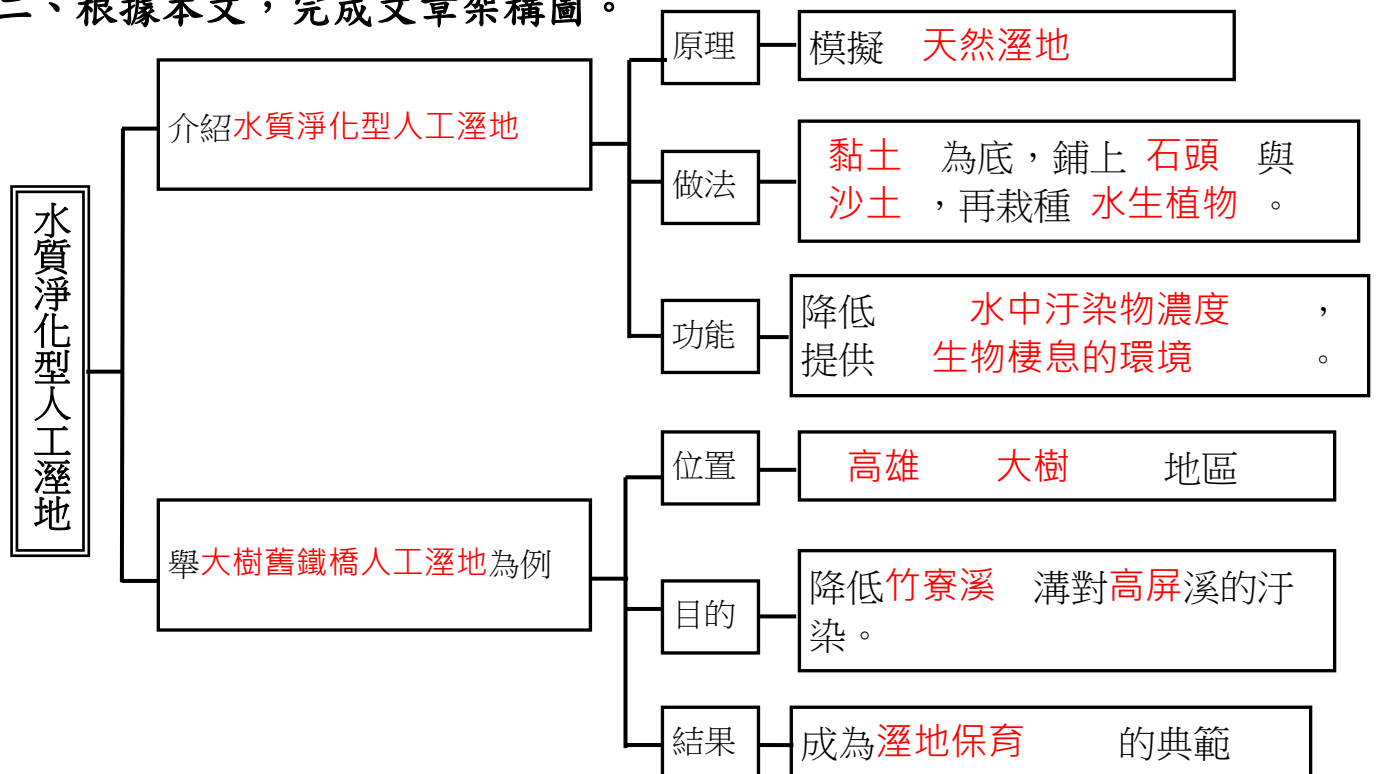 二、根據本文，完成文章架構圖。
水質淨化型人工溼地
介紹水質淨化型人工溼地
原理
模擬 天然溼地
做法
黏土 為底，鋪上 石頭 與
沙土 ，再栽種 水生植物 。
功能
降低 水中汙染物濃度 ，
提供 生物棲息的環境 。
舉大樹舊鐵橋人工溼地為例
位置
高雄 大樹 地區
目的
降低竹寮溪 溝對高屏溪的汙
染。
結果
成為溼地保育 的典範